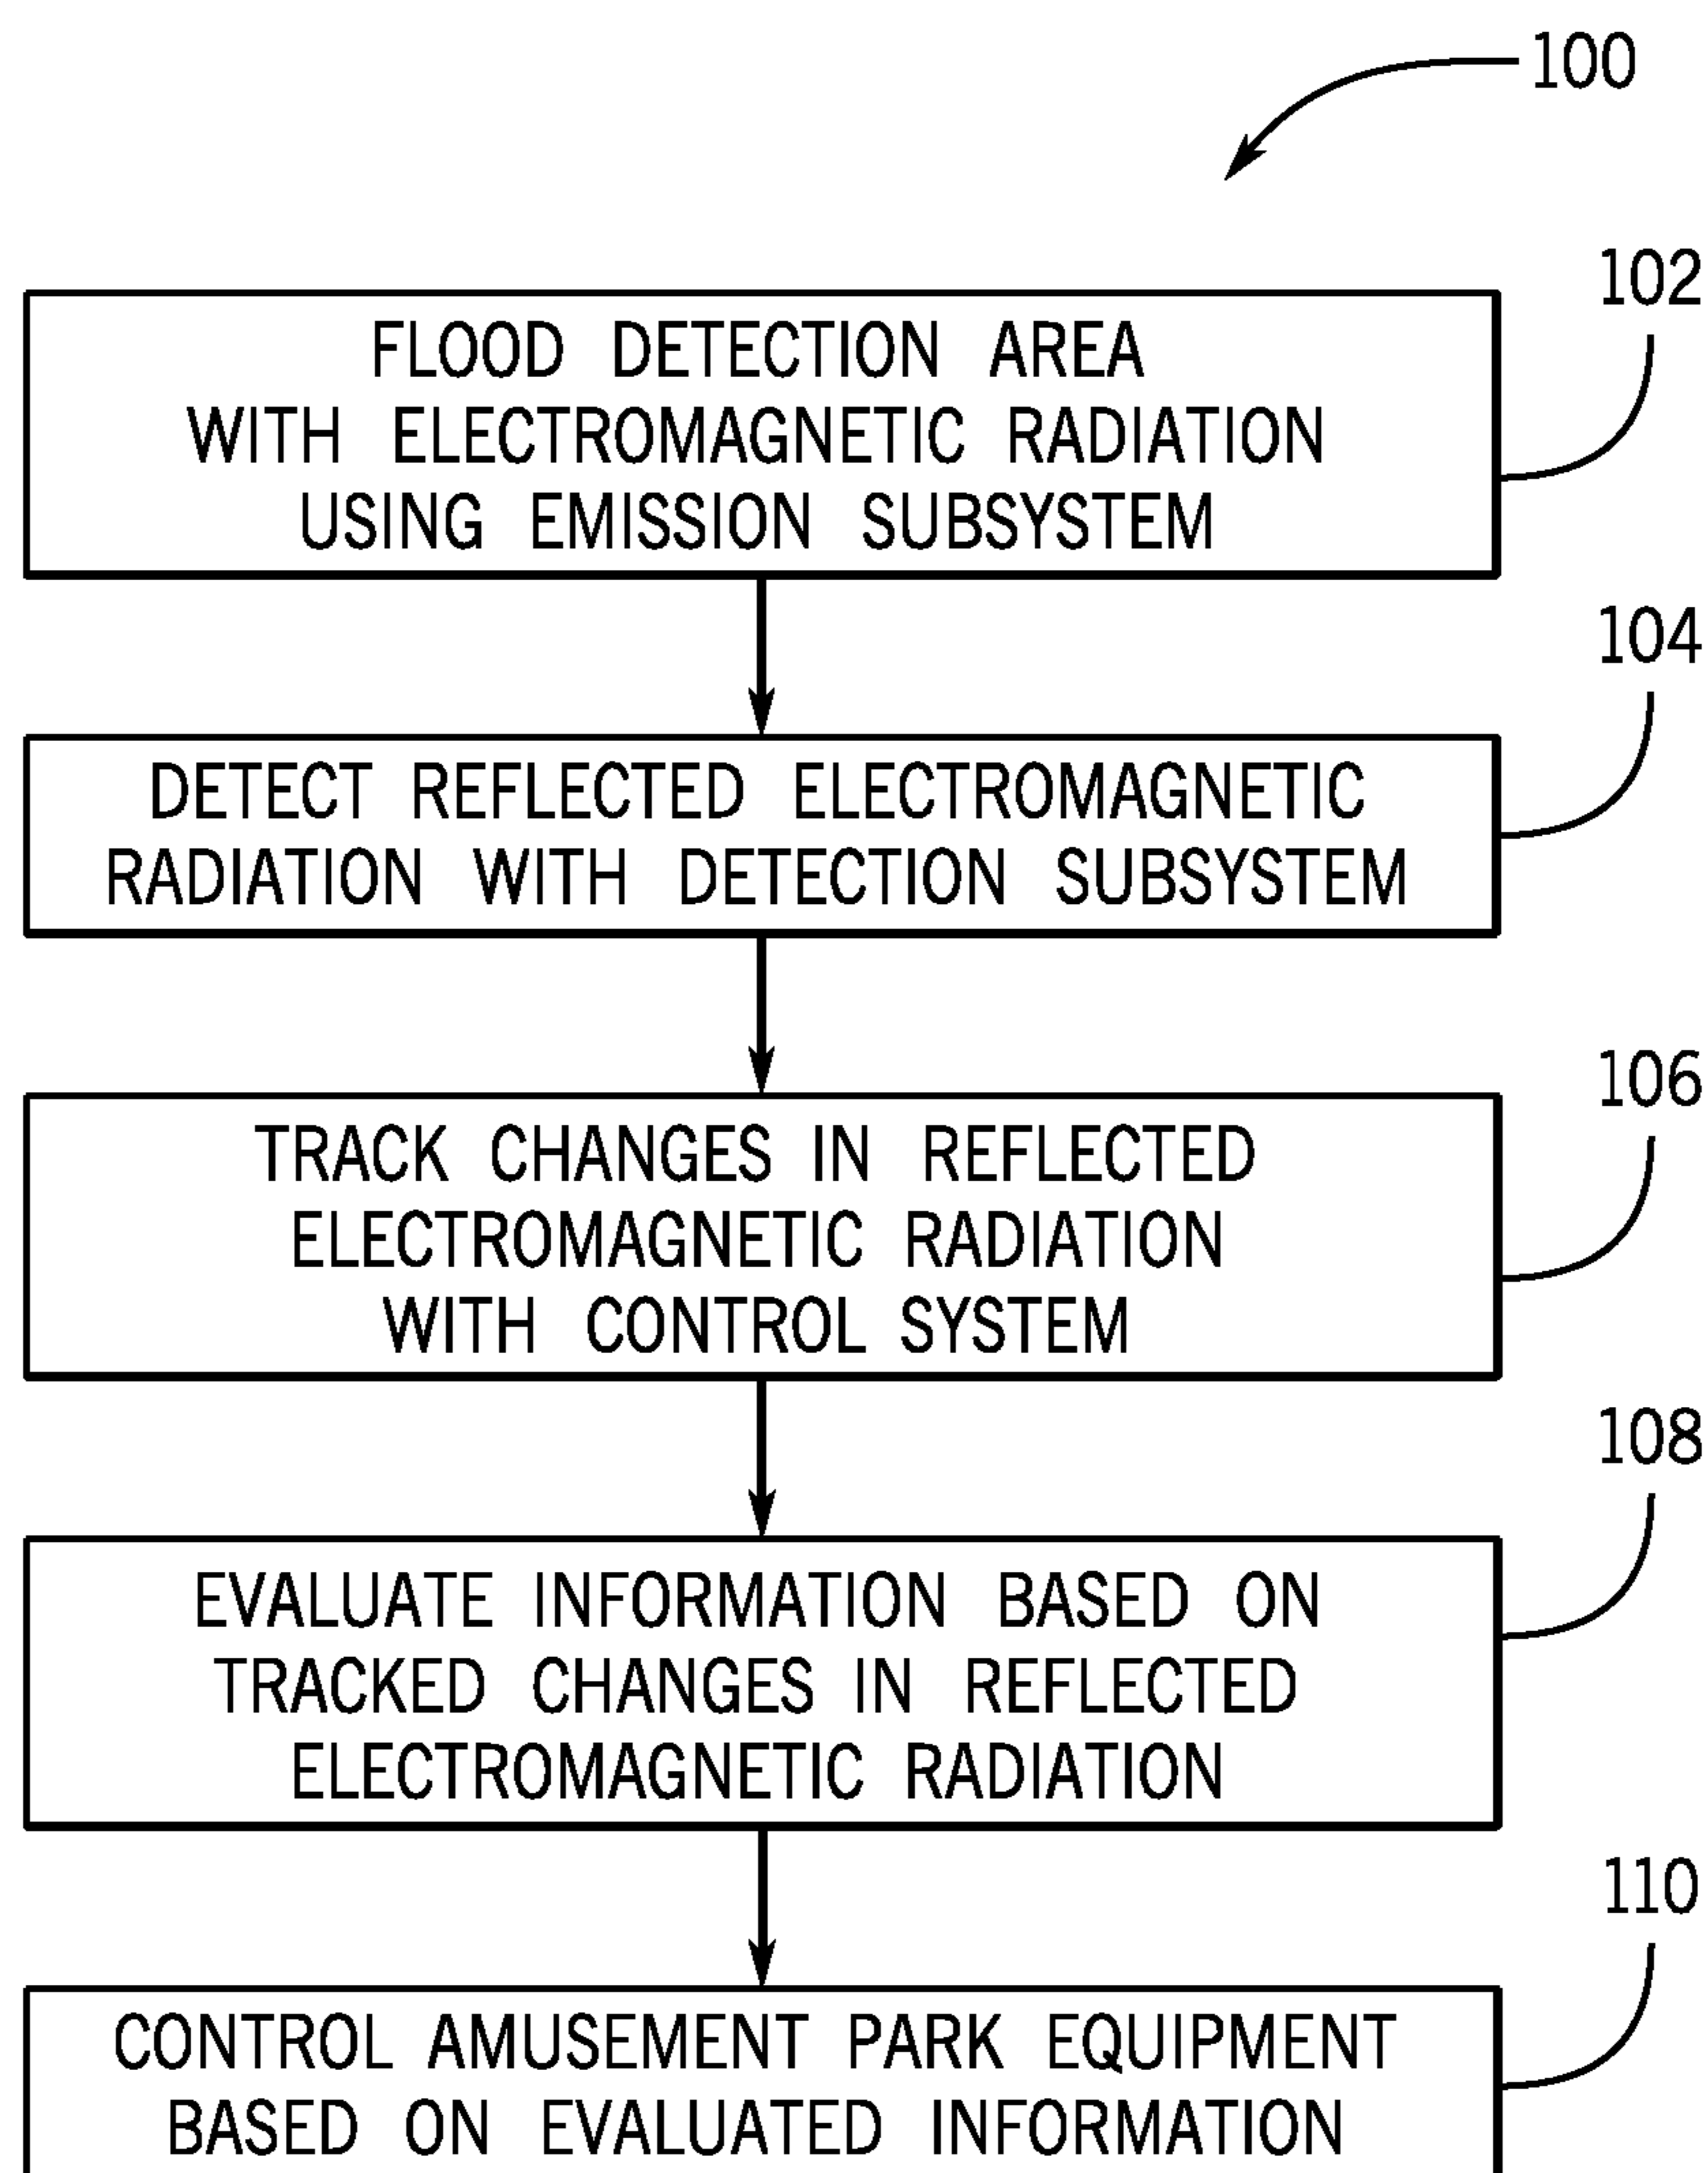 100
102
FLOOD DETECTION AREA
WITH ELECTROMAGNETIC RADIATION
USING EMISSION SUBSYSTEM
104
DETECT REFLECTED ELECTROMAGNETIC
RADIATION WITH DETECTION SUBSYSTEM
106
TRACK CHANGES IN REFLECTED
ELECTROMAGNETIC RADIATION
WITH CONTROL SYSTEM
108
EVALUATE INFORMATION BASED ON
TRACKED CHANGES IN REFLECTED
ELECTROMAGNETIC RADIATION
110
CONTROL AMUSEMENT PARK EQUIPMENT
BASED ON EVALUATED INFORMATION